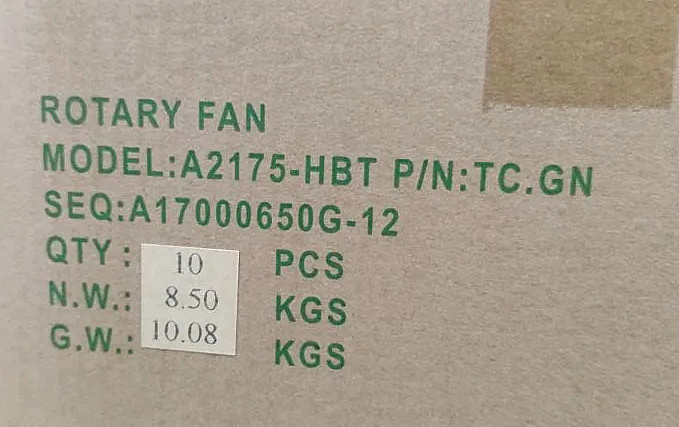 ROTARY FAN
MODEL:A2175-HBT P/N:TC.GN
SEQ:A17000650G-12
QTY: 10 PCS
N.W.: 8.50 KGS
G.W.: 10.08 KGS